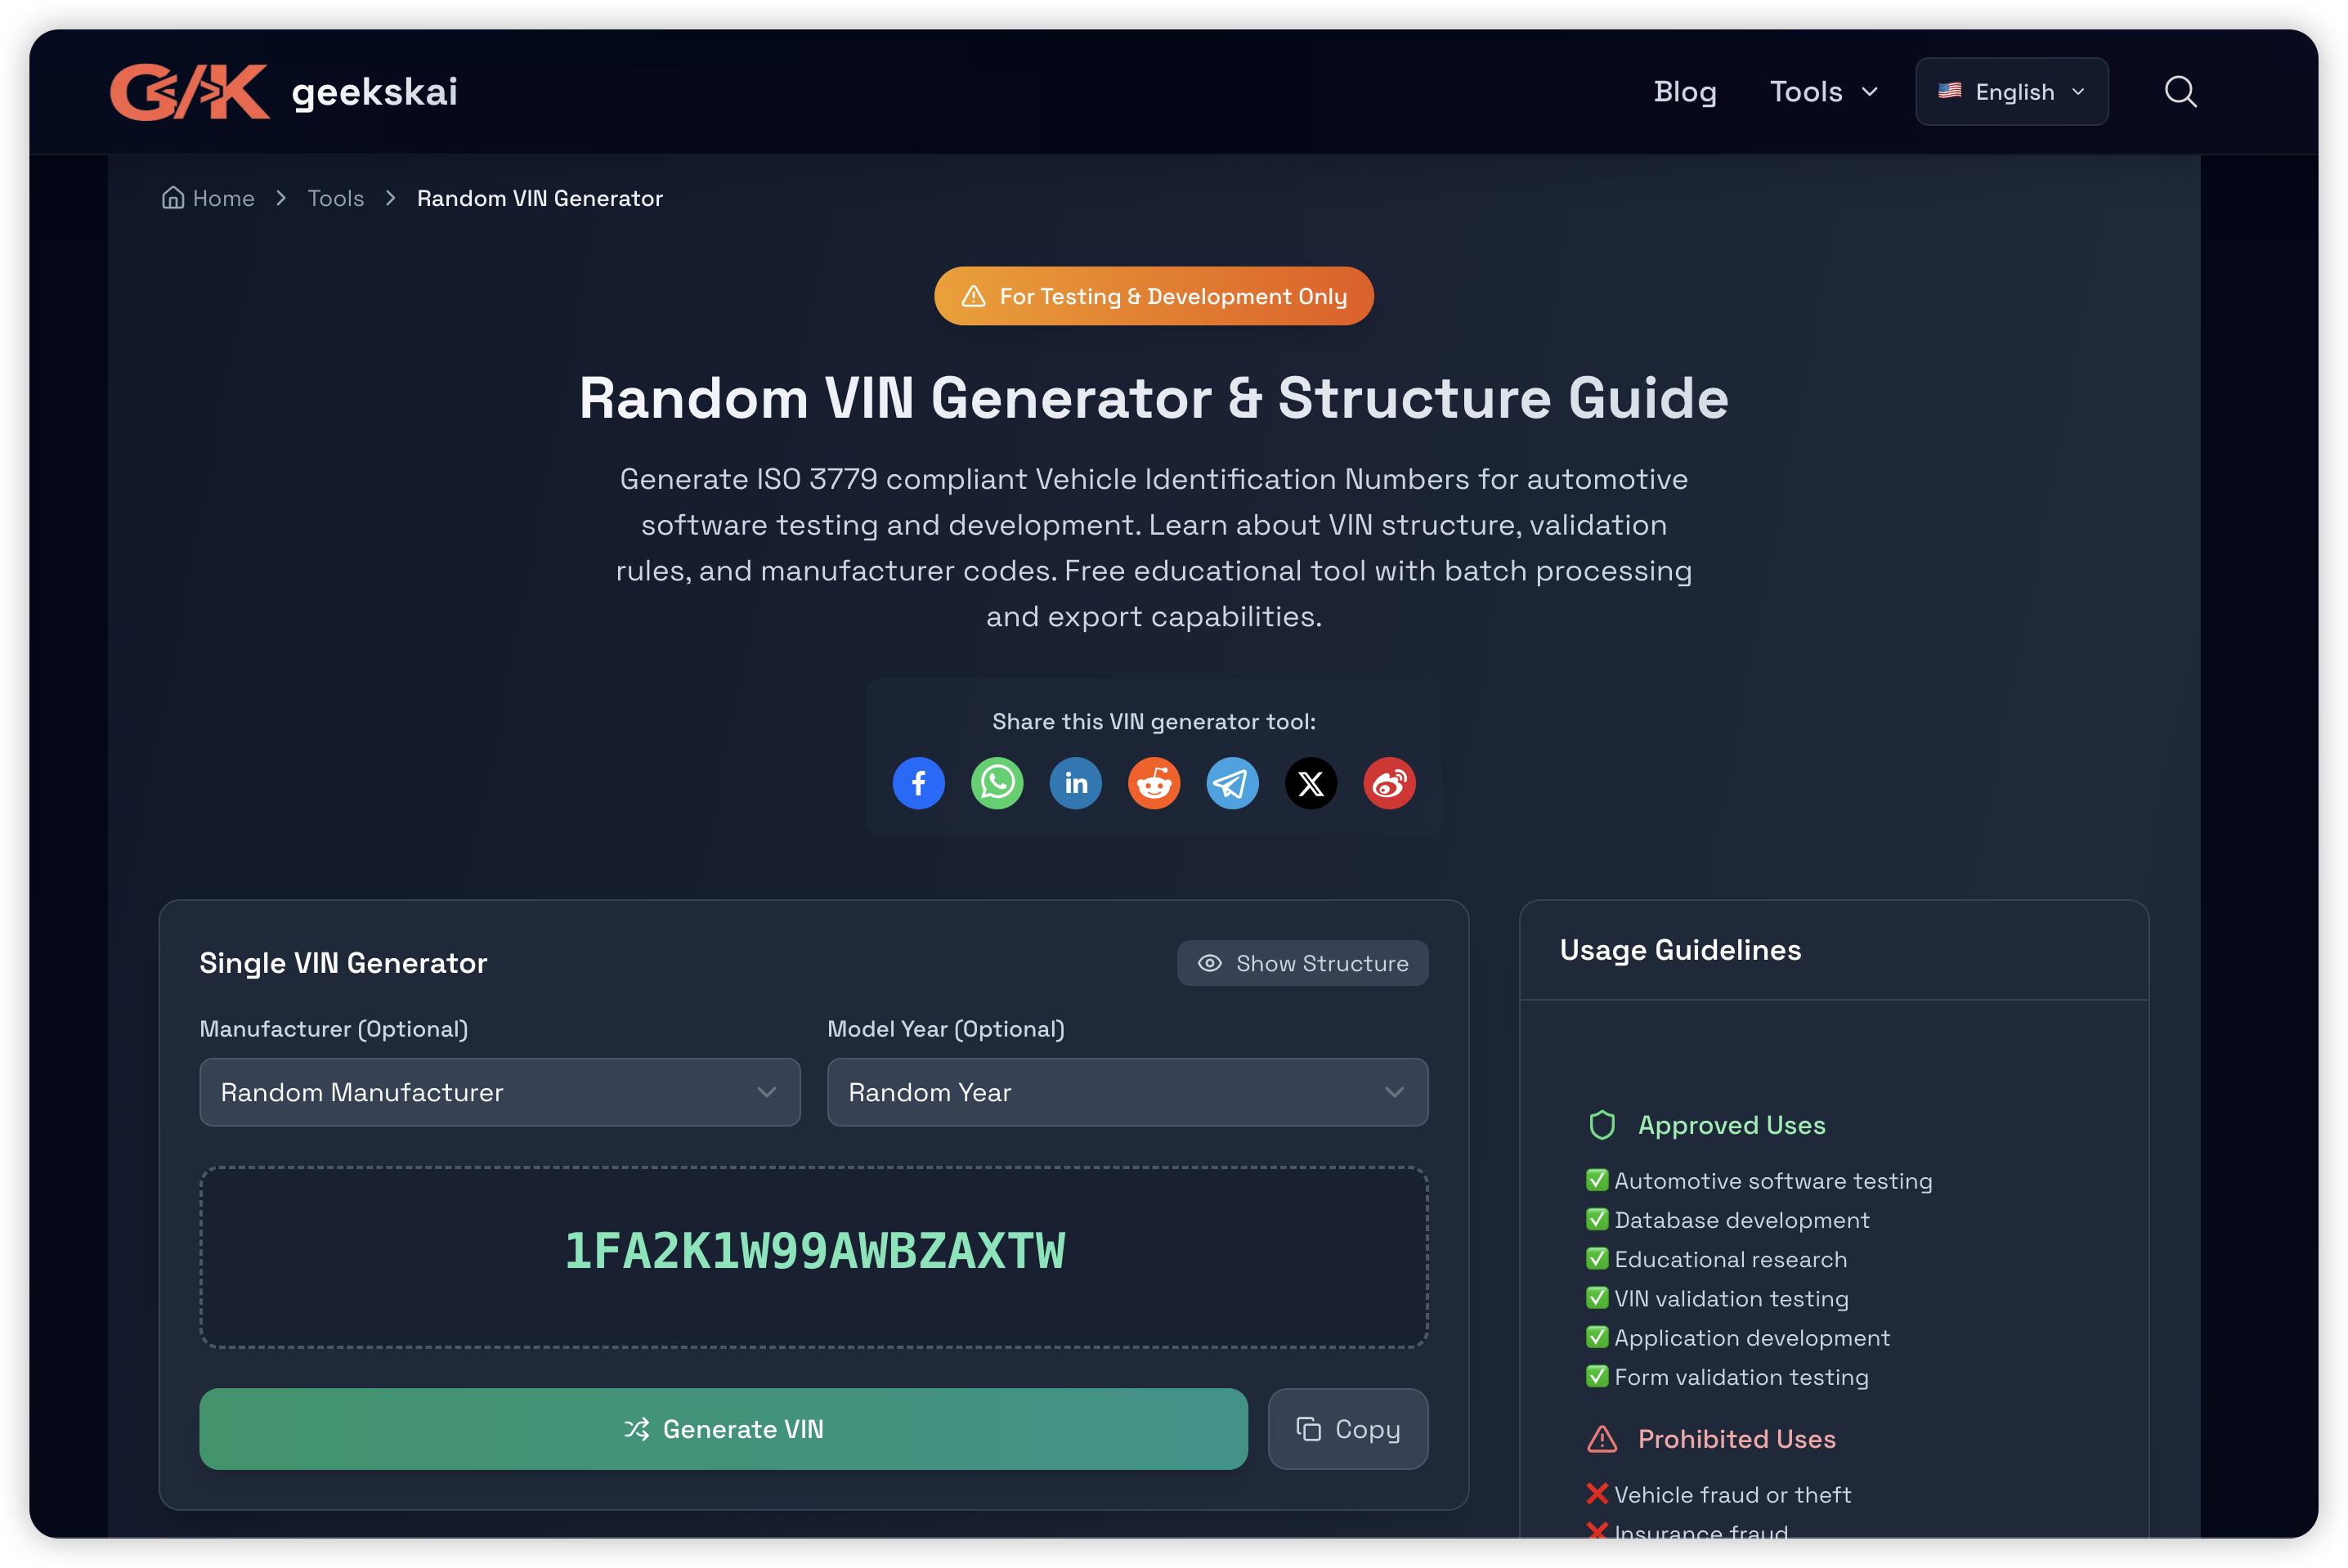 G/K geekskai
Blog Tools English
Home > Tools > Random VIN Generator
For Testing & Development Only
Random VIN Generator & Structure Guide
Generate ISO 3779 compliant Vehicle Identification Numbers for automotive
software testing and development. Learn about VIN structure, validation
rules, and manufacturer codes. Free educational tool with batch processing
and export capabilities.
Share this VIN generator tool:
Single VIN Generator
Show Structure
Manufacturer (Optional)
Model Year (Optional)
Random Manufacturer
Random Year
1FA2K1W99AWBZAXTW
Generate VIN
Copy
Usage Guidelines
Approved Uses
Automotive software testing
Database development
Educational research
VIN validation testing
Application development
Form validation testing
Prohibited Uses
Vehicle fraud or theft
Insurance fraud